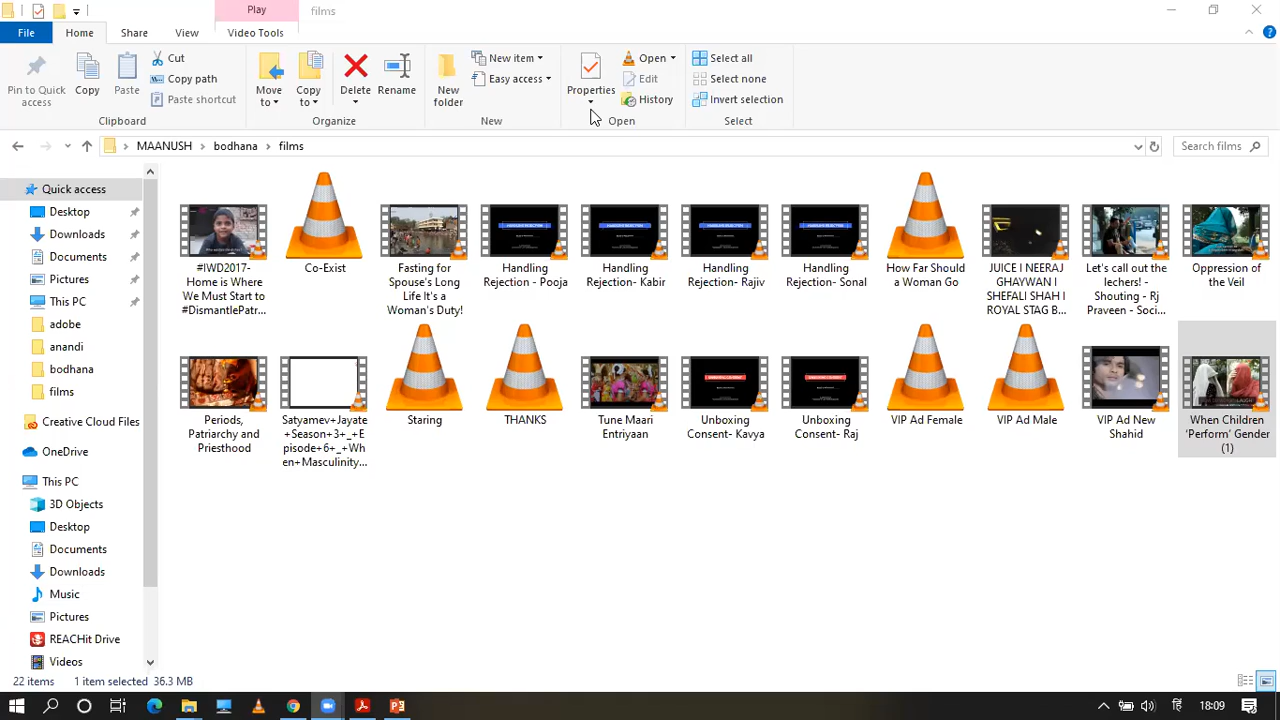 Play
films
File
Home
Share
View
Video Tools
Pin to Quick access
Copy
Paste
Cut
Copy path
Paste shortcut
Clipboard
Move to
Copy to
Delete
Rename
Organize
New folder
New item
Easy access
New
Properties
Open
Edit
History
Open
Select all
Select none
Invert selection
Select
MAANUSH
bodhana
films
Search films
Quick access
Desktop
Downloads
Documents
Pictures
This PC
adobe
anandi
bodhana
films
Creative Cloud Files
OneDrive
This PC
3D Objects
Desktop
Documents
Downloads
Music
Pictures
REACHit Drive
Videos
#IWD2017-
Home is Where
We Must Start to
#DismantlePatr...
Co-Exist
Fasting for
Spouse's Long
Life It's a
Woman's Duty!
Handling
Rejection - Pooja
Handling
Rejection- Kabir
Handling
Rejection- Rajiv
Handling
Rejection- Sonal
How Far Should
a Woman Go
JUICE I NEERAJ
GHAYWAN I
SHEFALI SHAH I
ROYAL STAG B...
Let's call out the
lechers! -
Shouting - Rj
Praveen - Soci...
Oppression of
the Veil
Periods,
Patriarchy and
Priesthood
Satyamev+Jayate
+Season+3+_+E
pisode+6+_+Wh
en+Masculinity...
Staring
THANKS
Tune Maari
Entriyaan
Unboxing
Consent- Kavya
Unboxing
Consent- Raj
VIP Ad Female
VIP Ad Male
VIP Ad New
Shahid
When Children
‘Perform’ Gender
(1)
22 items
1 item selected 36.3 MB
हि
18:09